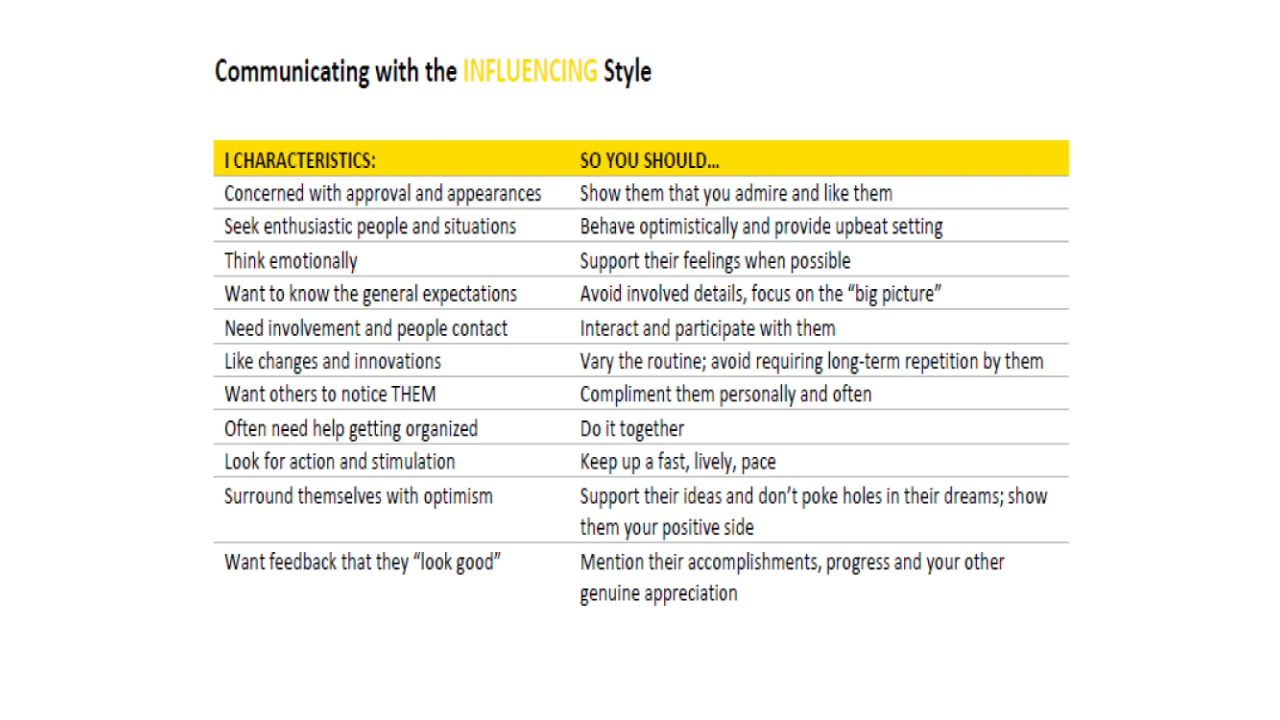 Communicating with the INFLUENCING Style
I CHARACTERISTICS: SO YOU SHOULD...
Concerned with approval and appearances Show them that you admire and like them
Seek enthusiastic people and situations Behave optimistically and provide upbeat setting
Think emotionally Support their feelings when possible
Want to know the general expectations Avoid involved details, focus on the “big picture”
Need involvement and people contact Interact and participate with them
Like changes and innovations Vary the routine; avoid requiring long-term repetition by them
Want others to notice THEM Compliment them personally and often
Often need help getting organized Do it together
Look for action and stimulation Keep up a fast, lively, pace
Surround themselves with optimism Support their ideas and don’t poke holes in their dreams; show
them your positive side
Want feedback that they “look good” Mention their accomplishments, progress and your other
genuine appreciation